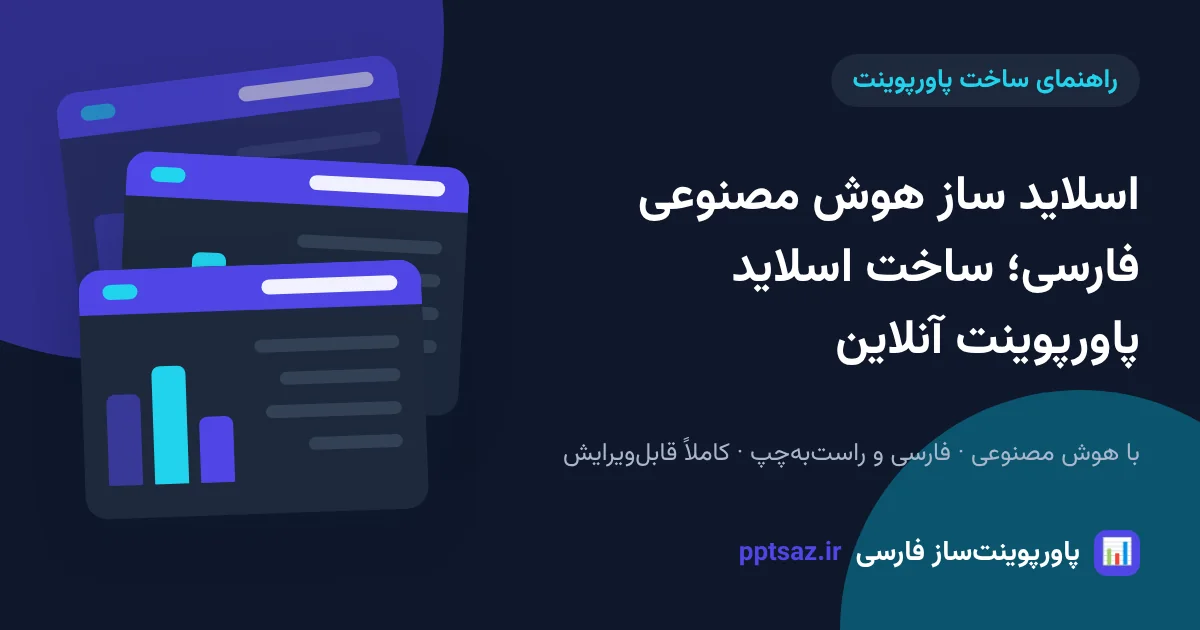 راهنمای ساخت پاورپوینت
اسلاید ساز هوش مصنوعی
فارسی؛ ساخت اسلاید
پاورپوینت آنلاین
با هوش مصنوعی · فارسی و راست‌به‌چپ · کاملاً قابل‌ویرایش
پاورپوینت‌ساز فارسی pptsaz.ir